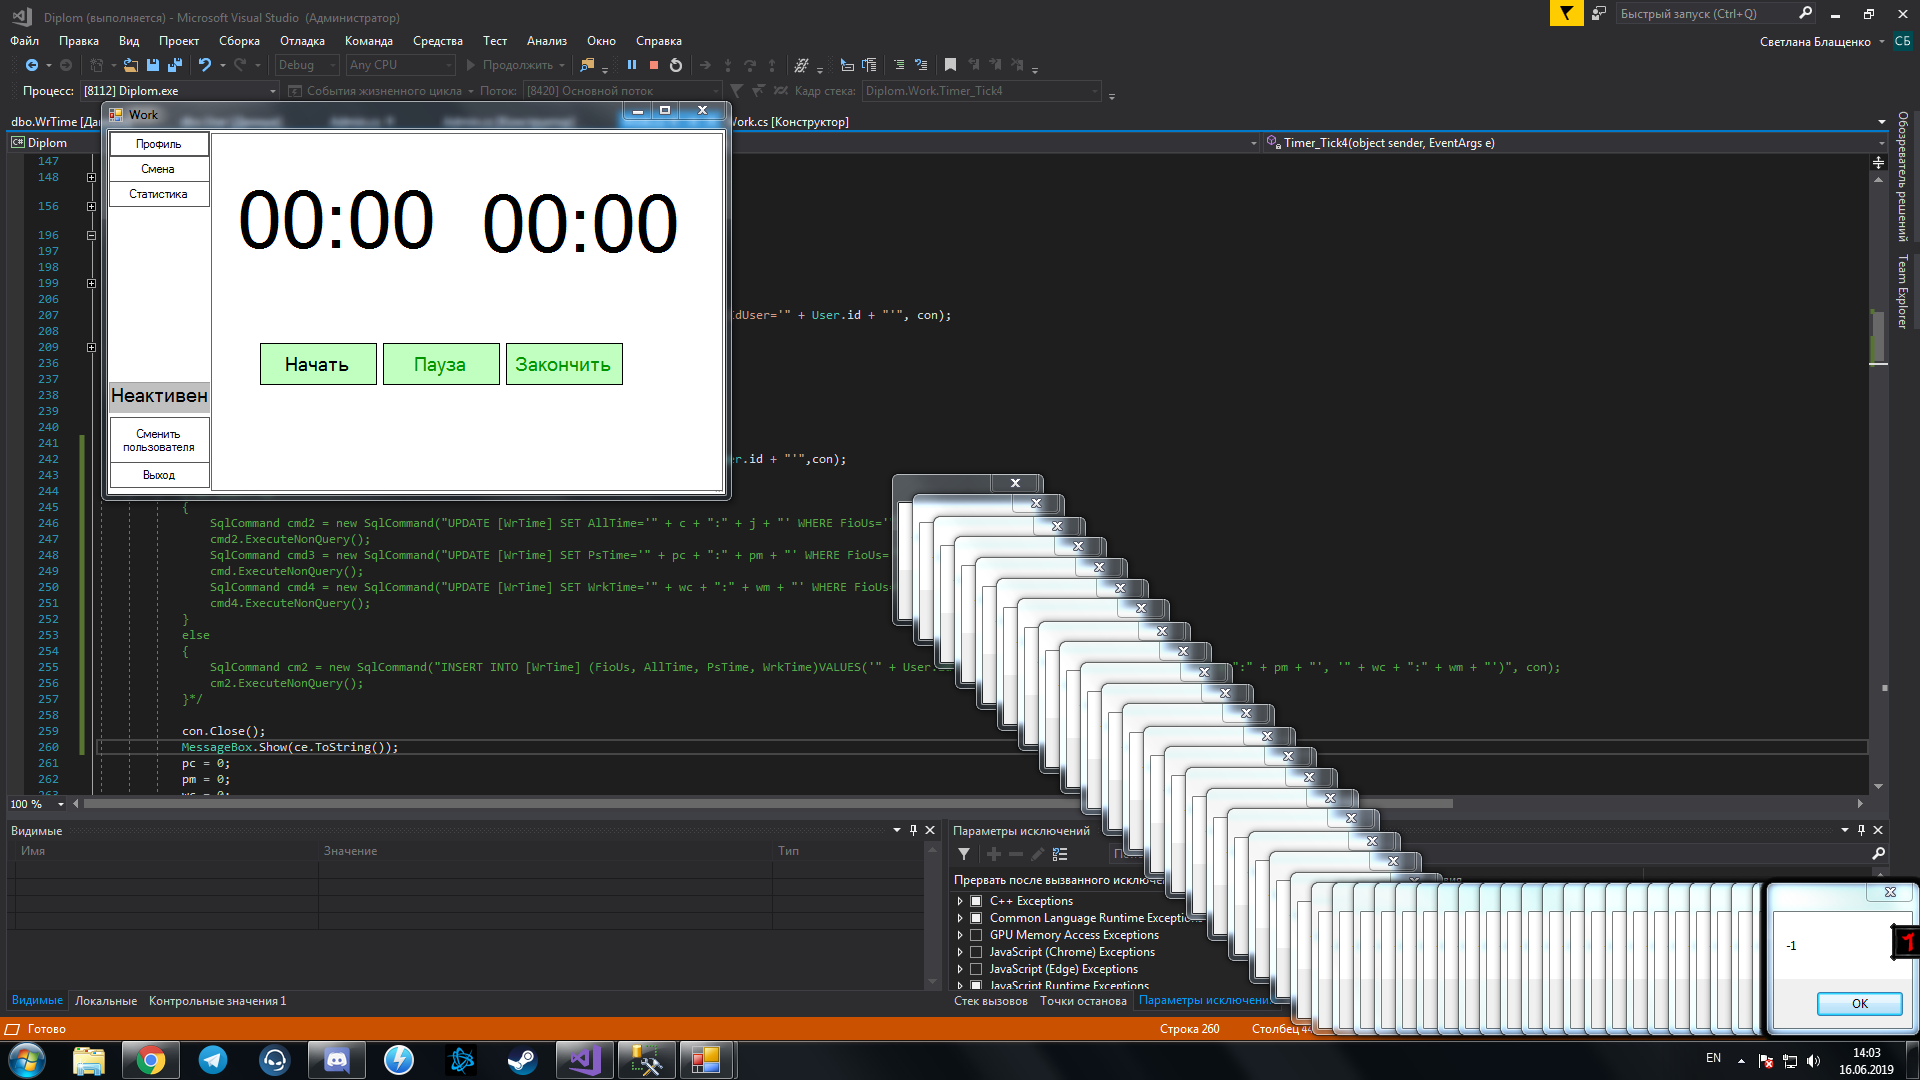 Diplom (выполняется) - Microsoft Visual Studio (Администратор)
Быстрый запуск (Ctrl+Q)
Файл Правка Вид Проект Сборка Отладка Команда Средства Тест Анализ Окно Справка
Светлана Блащенко СБ
Debug Any CPU Продолжить
Процесс: [8112] Diplom.exe События жизненного цикла Поток: [8420] Основной поток Кадр стека: Diplom.Work.Timer_Tick4
dbo.WrTime Work.cs [Конструктор]
Diplom Timer_Tick4(object sender, EventArgs e)
Work
Профиль
Смена
Статистика
00:00 00:00
Начать Пауза Закончить
Неактивен
Сменить
пользователя
Выход
147
148
156
196
197
198
199
206
207 IdUser='" + User.id + "'", con);
208
209
236
237
238
239
240
241
242 er.id + "'",con);
243
244
245 {
246 SqlCommand cmd2 = new SqlCommand("UPDATE [WrTime] SET AllTime='" + c + ":" + j + "' WHERE FioUs='
247 cmd2.ExecuteNonQuery();
248 SqlCommand cmd3 = new SqlCommand("UPDATE [WrTime] SET PsTime='" + pc + ":" + pm + "' WHERE FioUs=
249 cmd.ExecuteNonQuery();
250 SqlCommand cmd4 = new SqlCommand("UPDATE [WrTime] SET WrkTime='" + wc + ":" + wm + "' WHERE FioUs
251 cmd4.ExecuteNonQuery();
252 }
253 else
254 {
255 SqlCommand cm2 = new SqlCommand("INSERT INTO [WrTime] (FioUs, AllTime, PsTime, WrkTime)VALUES('" + User. ":" + pm + "', '" + wc + ":" + wm + "')", con);
256 cm2.ExecuteNonQuery();
257 }*/
258
259 con.Close();
260 MessageBox.Show(ce.ToString());
261 pc = 0;
262 pm = 0;
263 wc = 0;
100 %
Видимые
Имя Значение Тип
Видимые Локальные Контрольные значения 1
Параметры исключений
Прервать после вызванного исключе
C++ Exceptions
Common Language Runtime Exceptions
GPU Memory Access Exceptions
JavaScript (Chrome) Exceptions
JavaScript (Edge) Exceptions
JavaScript Runtime Exceptions
Стек вызовов Точки останова Параметры исключени
-1
1
OK
Готово Строка 260 Столбец 44
EN
14:03
16.06.2019
Обозреватель решений
Team Explorer